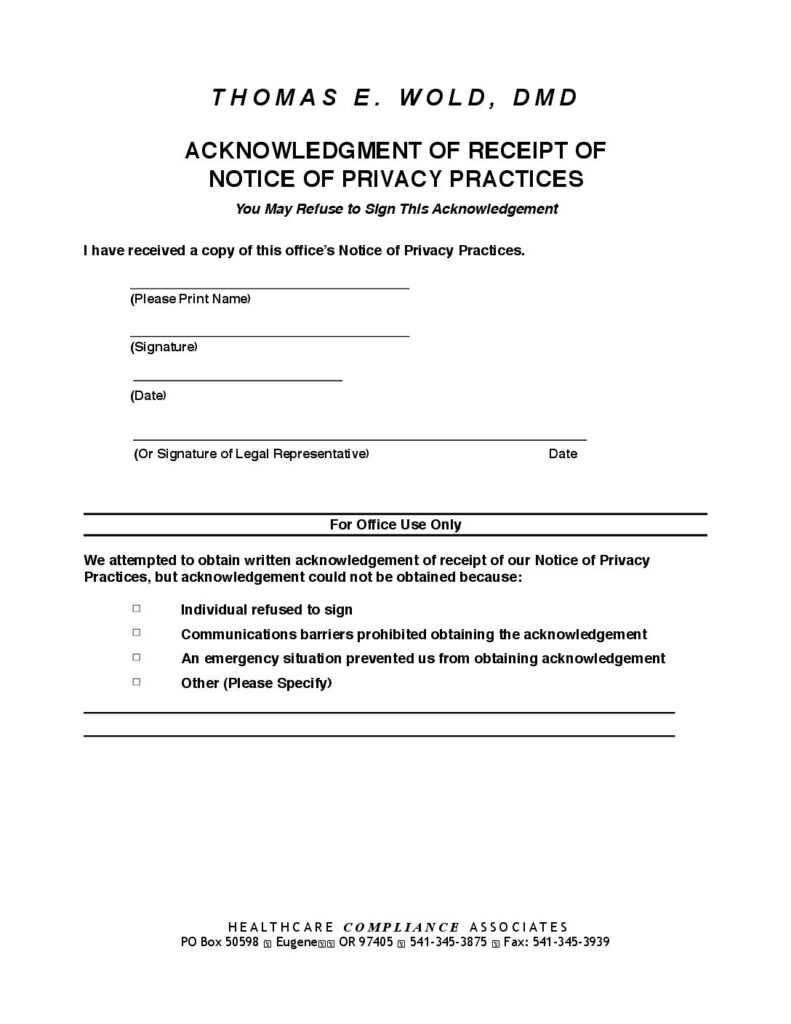 THOMAS E. WOLD, DMD
ACKNOWLEDGMENT OF RECEIPT OF
NOTICE OF PRIVACY PRACTICES
You May Refuse to Sign This Acknowledgement
I have received a copy of this office's Notice of Privacy Practices.
(Please Print Name)
(Signature)
(Date)
(Or Signature of Legal Representative) Date
For Office Use Only
We attempted to obtain written acknowledgement of receipt of our Notice of Privacy
Practices, but acknowledgement could not be obtained because:
□ Individual refused to sign
□ Communications barriers prohibited obtaining the acknowledgement
□ An emergency situation prevented us from obtaining acknowledgement
□ Other (Please Specify)
HEALTHCARE COMPLIANCE ASSOCIATES
PO Box 50598 Eugene OR 97405 541-345-3875 Fax: 541-345-3939